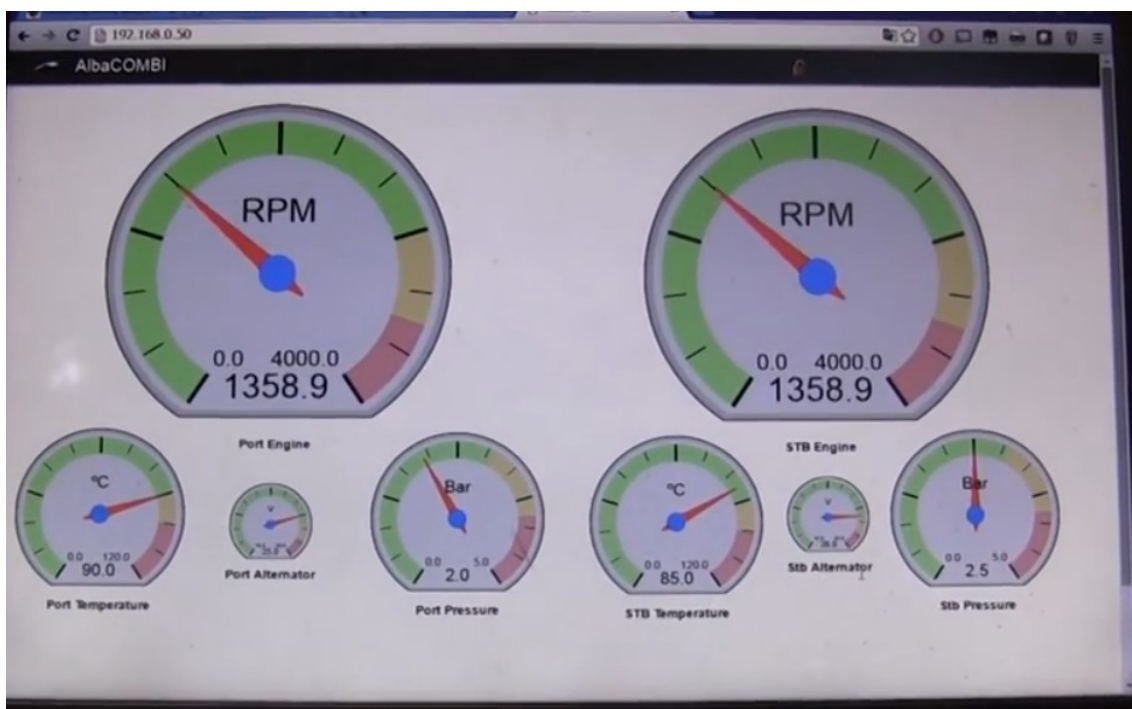 192.168.0.50
AlbaCOMBI
RPM
0.0 4000.0
1358.9
Port Engine
RPM
0.0 4000.0
1358.9
STB Engine
°C
0.0 120.0
90.0
Port Temperature
V
Port Alternator
Bar
0.0 5.0
2.0
Port Pressure
°C
0.0 120.0
85.0
STB Temperature
V
Stb Alternator
Bar
0.0 5.0
2.5
Stb Pressure